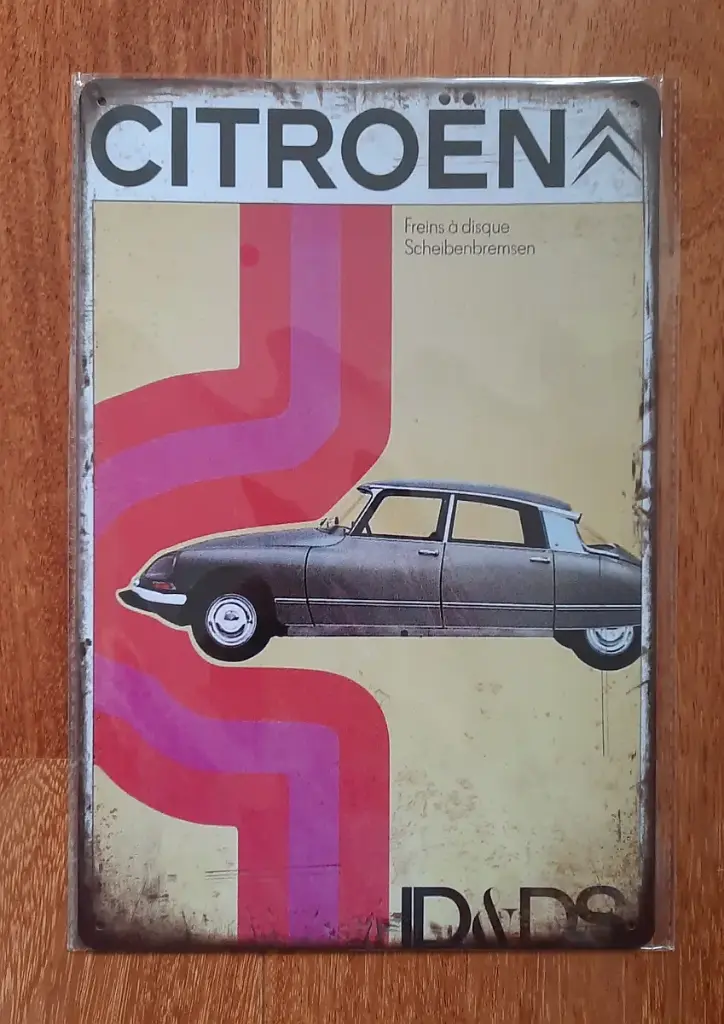 CITROËN
Freins à disque
Scheibenbremsen
ID&DS